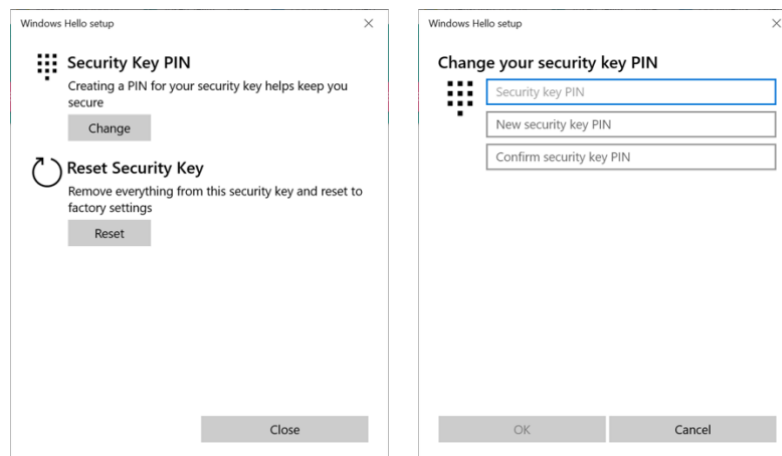 Windows Hello setup
Security Key PIN
Creating a PIN for your security key helps keep you
secure
Change
Reset Security Key
Remove everything from this security key and reset to
factory settings
Reset
Close
Windows Hello setup
Change your security key PIN
Security key PIN
New security key PIN
Confirm security key PIN
OK
Cancel